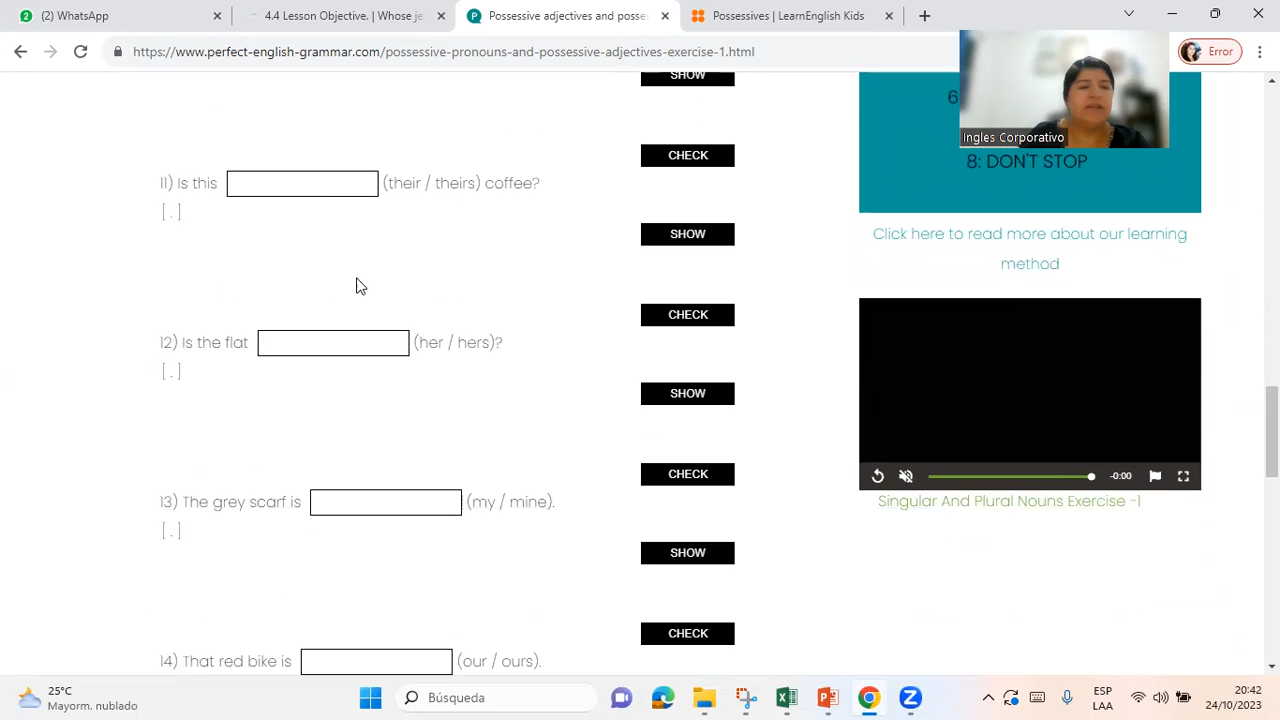 (2) WhatsApp
4.4 Lesson Objective. | Whose je
Possessive adjectives and posse
Possessives | LearnEnglish Kids
https://www.perfect-english-grammar.com/possessive-pronouns-and-possessive-adjectives-exercise-1.html
Error
Ingles Corporativo
SHOW
6
8: DON'T STOP
CHECK
11) Is this (their / theirs) coffee?
[ . ]
SHOW
Click here to read more about our learning
method
CHECK
12) Is the flat (her / hers)?
[ . ]
SHOW
CHECK
-0:00
13) The grey scarf is (my / mine).
[ . ]
Singular And Plural Nouns Exercise -1
SHOW
CHECK
14) That red bike is (our / ours).
25°C
Mayorm. nublado
Búsqueda
ESP
LAA
20:42
24/10/2023